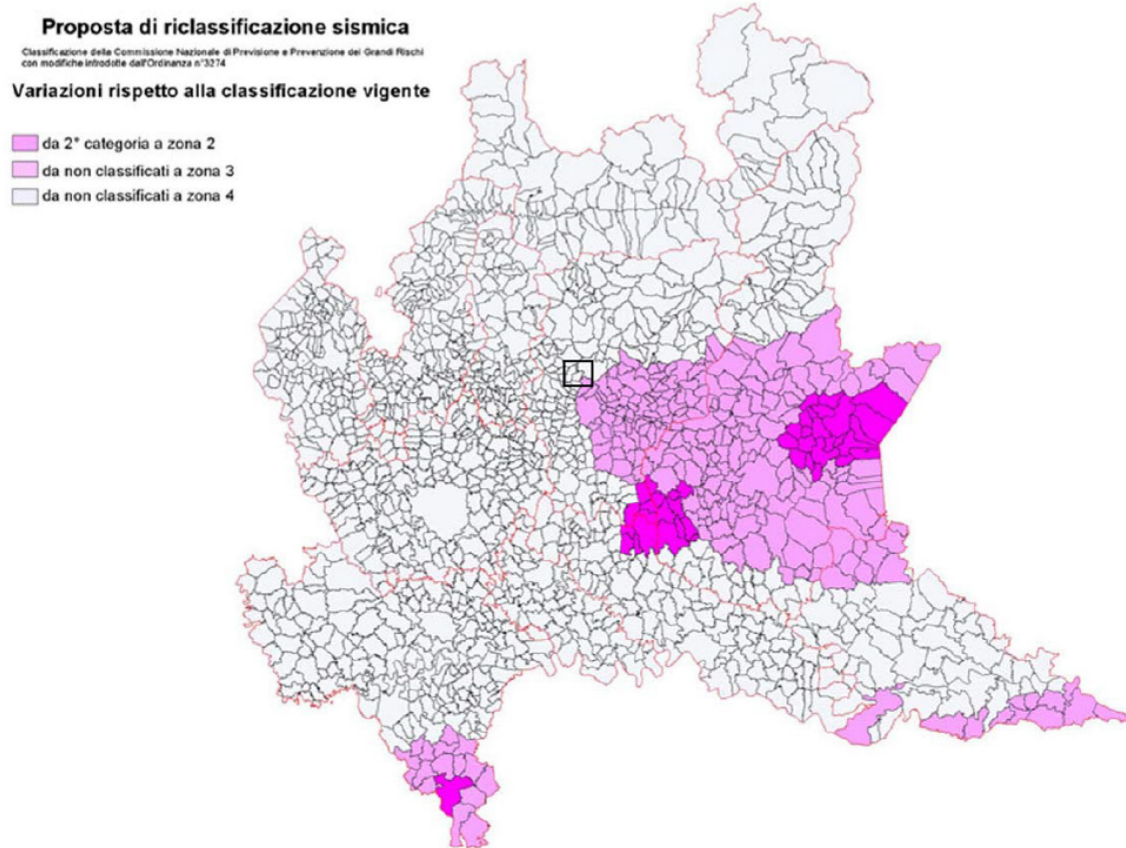 Proposta di riclassificazione sismica
Classificazione della Commissione Nazionale di Previsione e Prevenzione dei Grandi Rischi
con modifiche introdotte dall'Ordinanza n°3274
Variazioni rispetto alla classificazione vigente
da 2° categoria a zona 2
da non classificati a zona 3
da non classificati a zona 4